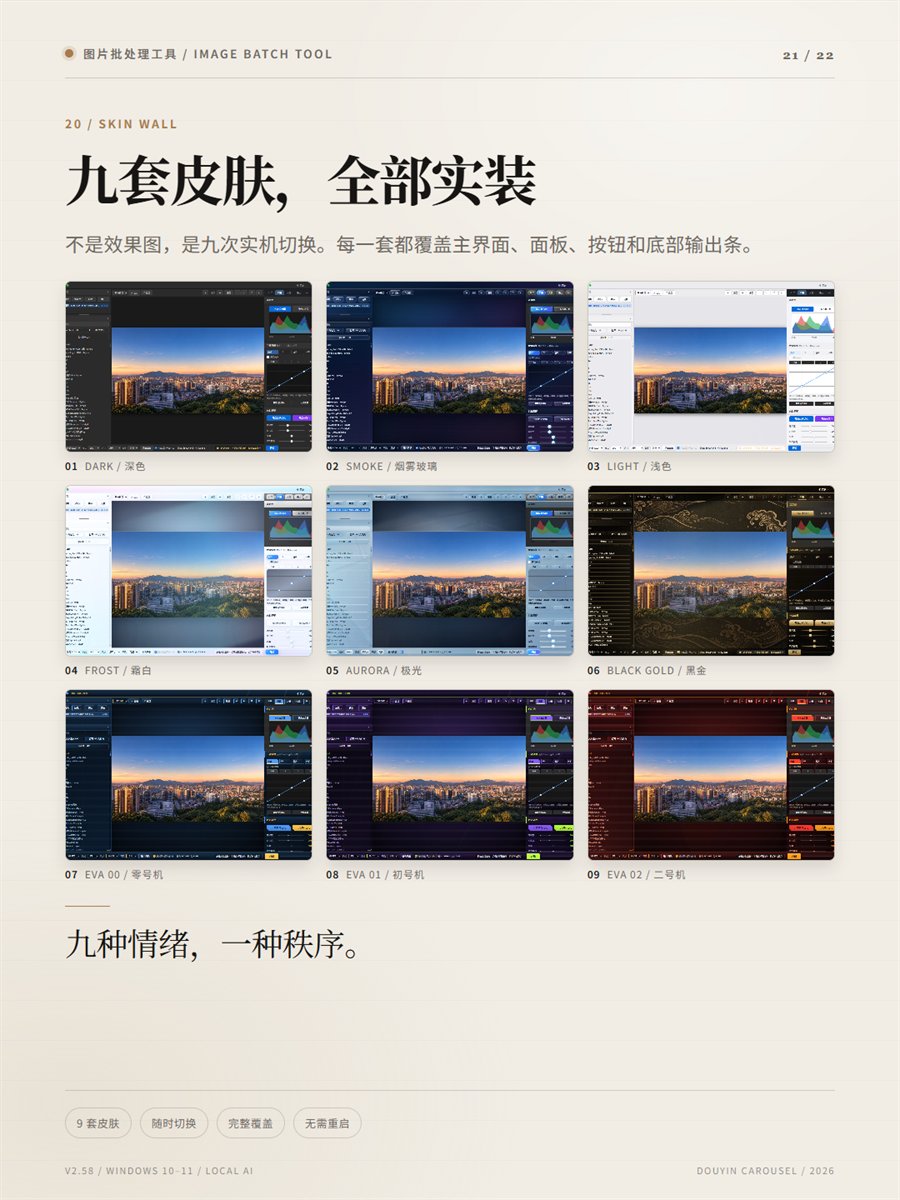 图片批处理工具 / IMAGE BATCH TOOL
21 / 22
20 / SKIN WALL
九套皮肤，全部实装
不是效果图，是九次实机切换。每一套都覆盖主界面、面板、按钮和底部输出条。
01 DARK / 深色
02 SMOKE / 烟雾玻璃
03 LIGHT / 浅色
04 FROST / 霜白
05 AURORA / 极光
06 BLACK GOLD / 黑金
07 EVA 00 / 零号机
08 EVA 01 / 初号机
09 EVA 02 / 二号机
九种情绪，一种秩序。
9 套皮肤
随时切换
完整覆盖
无需重启
V2.58 / WINDOWS 10–11 / LOCAL AI
DOUYIN CAROUSEL / 2026